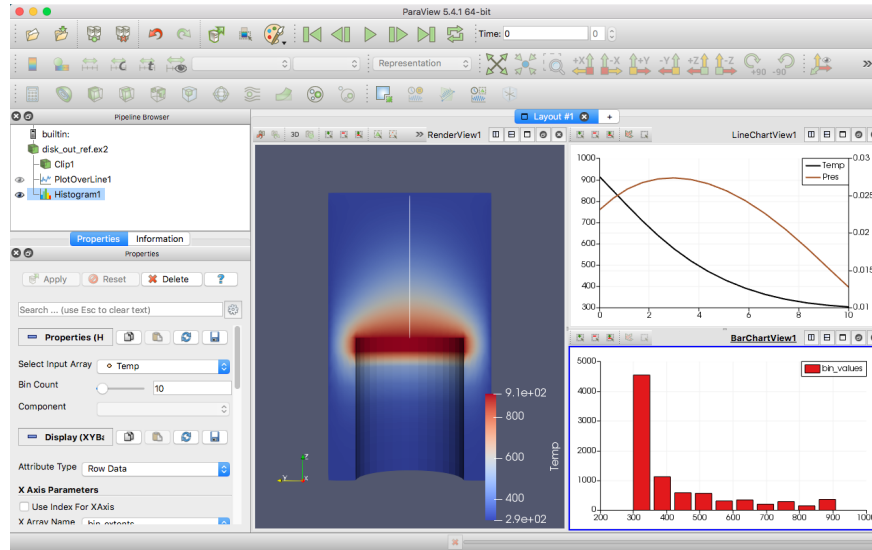 ParaView 5.4.1 64-bit
Time: 0 0
Representation
+X -X +Y -Y +Z -Z +90 -90
Pipeline Browser
builtin:
disk_out_ref.ex2
Clip1
PlotOverLine1
Histogram1
Properties Information
Properties
Apply Reset Delete ?
Search ... (use Esc to clear text)
Properties (H
Select Input Array Temp
Bin Count 10
Component
Display (XYBa
Attribute Type Row Data
X Axis Parameters
Use Index For XAxis
X Array Name bin_extents
Layout #1 +
3D RenderView1
Z
Y X
9.1e+02
800
600
400
2.9e+02
Temp
LineChartView1
1000
900
800
700
600
500
400
300
0 2 4 6 8 10
0.03
0.025
0.02
0.015
0.01
Temp
Pres
BarChartView1
5000
4000
3000
2000
1000
0
200 300 400 500 600 700 800 900 1000
bin_values